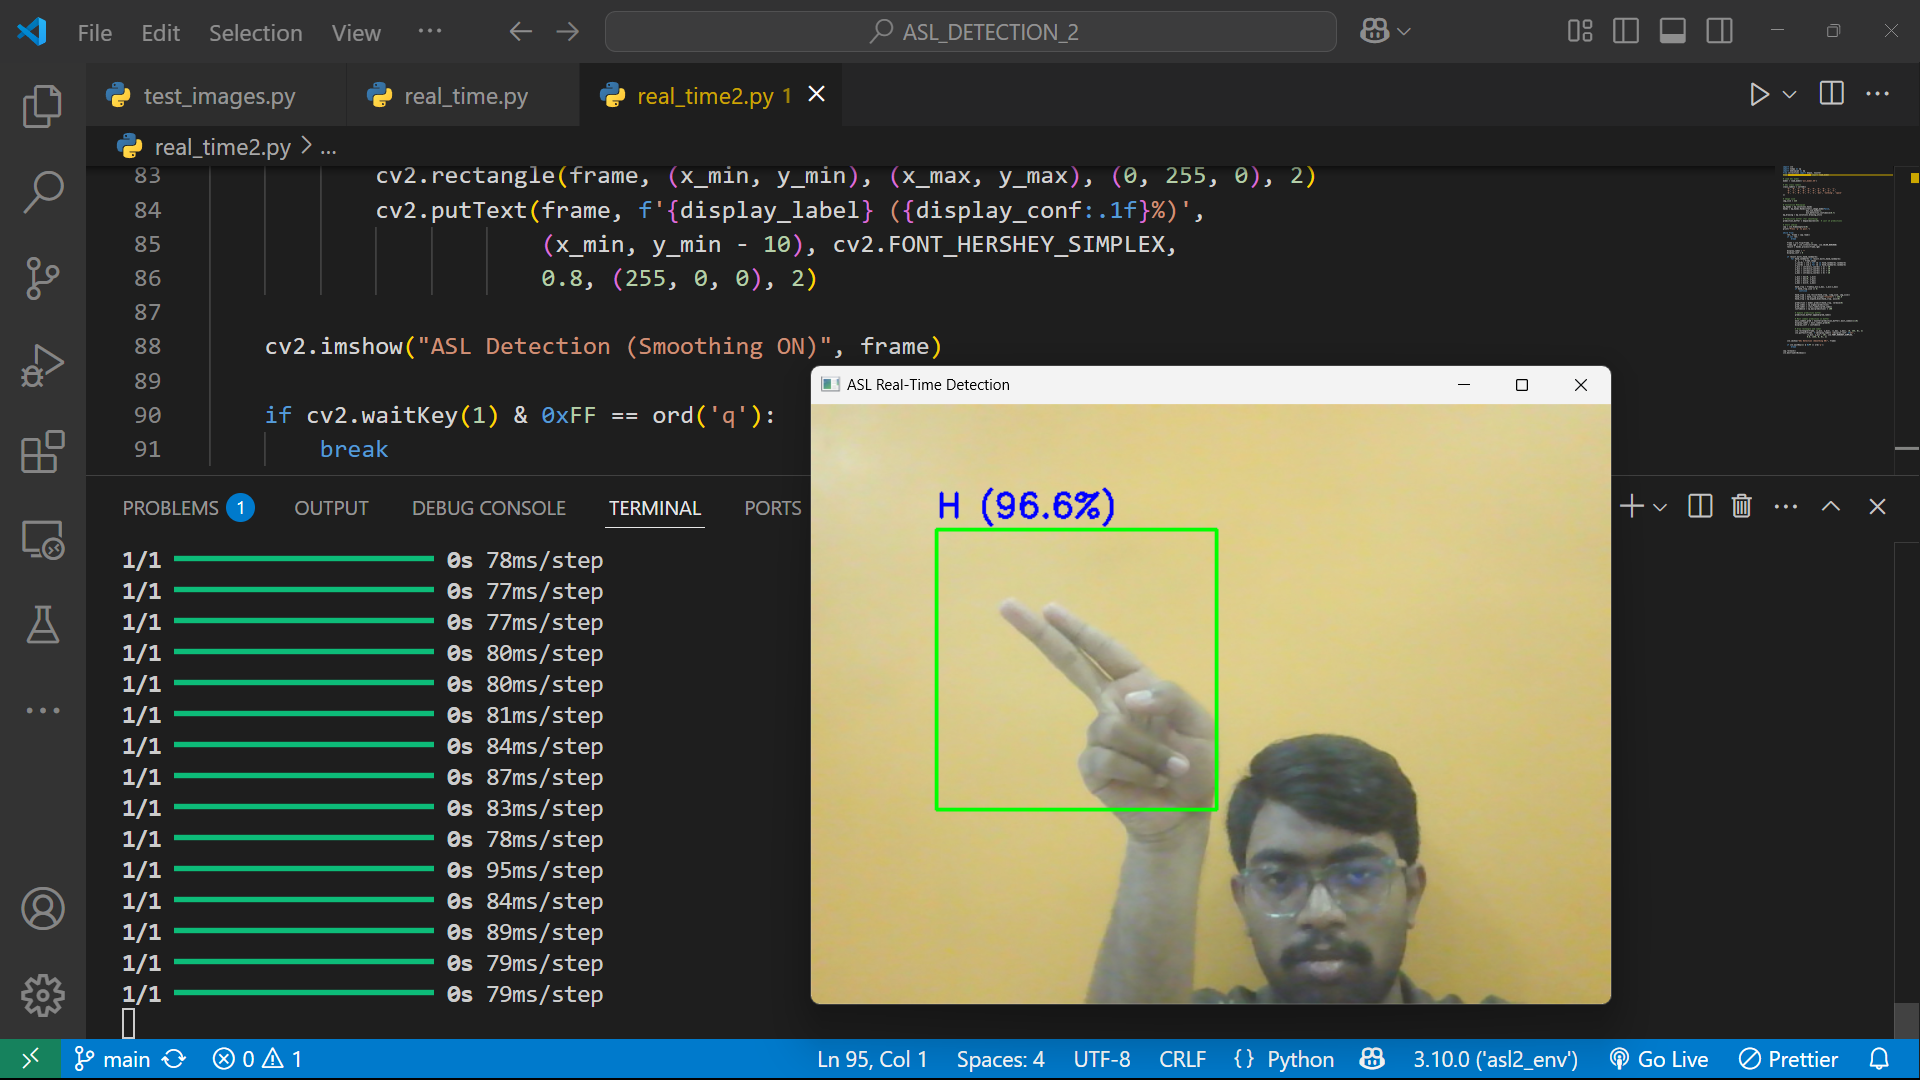 File Edit Selection View ··· ASL_DETECTION_2
test_images.py real_time.py real_time2.py 1
real_time2.py > ...
83 cv2.rectangle(frame, (x_min, y_min), (x_max, y_max), (0, 255, 0), 2)
84 cv2.putText(frame, f'{display_label} ({display_conf:.1f}%)',
85 (x_min, y_min - 10), cv2.FONT_HERSHEY_SIMPLEX,
86 0.8, (255, 0, 0), 2)
87
88 cv2.imshow("ASL Detection (Smoothing ON)", frame)
89
90 if cv2.waitKey(1) & 0xFF == ord('q'):
91 break
PROBLEMS 1 OUTPUT DEBUG CONSOLE TERMINAL PORTS
1/1 0s 78ms/step
1/1 0s 77ms/step
1/1 0s 77ms/step
1/1 0s 80ms/step
1/1 0s 80ms/step
1/1 0s 81ms/step
1/1 0s 84ms/step
1/1 0s 87ms/step
1/1 0s 83ms/step
1/1 0s 78ms/step
1/1 0s 95ms/step
1/1 0s 84ms/step
1/1 0s 89ms/step
1/1 0s 79ms/step
1/1 0s 79ms/step
ASL Real-Time Detection
H (96.6%)
main 0 1 Ln 95, Col 1 Spaces: 4 UTF-8 CRLF {} Python 3.10.0 ('asl2_env') Go Live Prettier